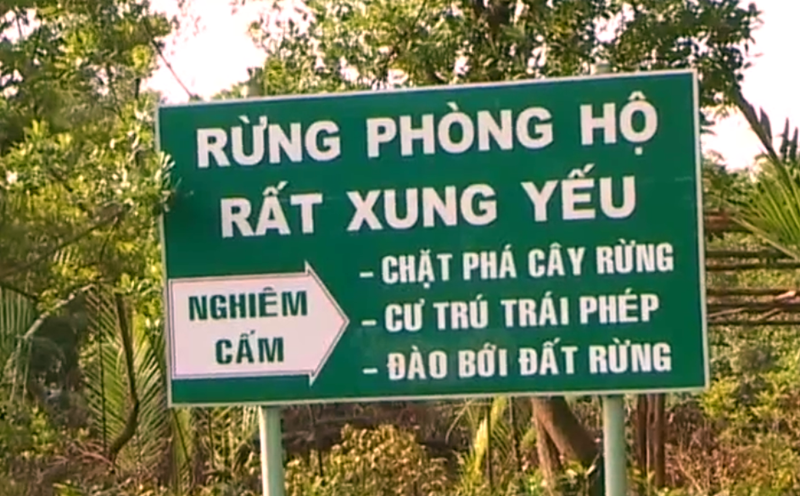 RỪNG PHÒNG HỘ
RẤT XUNG YẾU
NGHIÊM
CẤM
- CHẶT PHÁ CÂY RỪNG
- CƯ TRÚ TRÁI PHÉP
- ĐÀO BỚI ĐẤT RỪNG